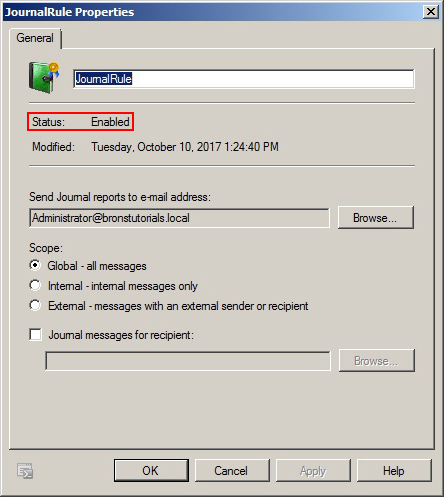 JournalRule Properties
General
JournalRule
Status: Enabled
Modified: Tuesday, October 10, 2017 1:24:40 PM
Send Journal reports to e-mail address:
Administrator@bronstutorials.local Browse...
Scope:
Global - all messages
Internal - internal messages only
External - messages with an external sender or recipient
Journal messages for recipient:
Browse...
OK Cancel Apply Help